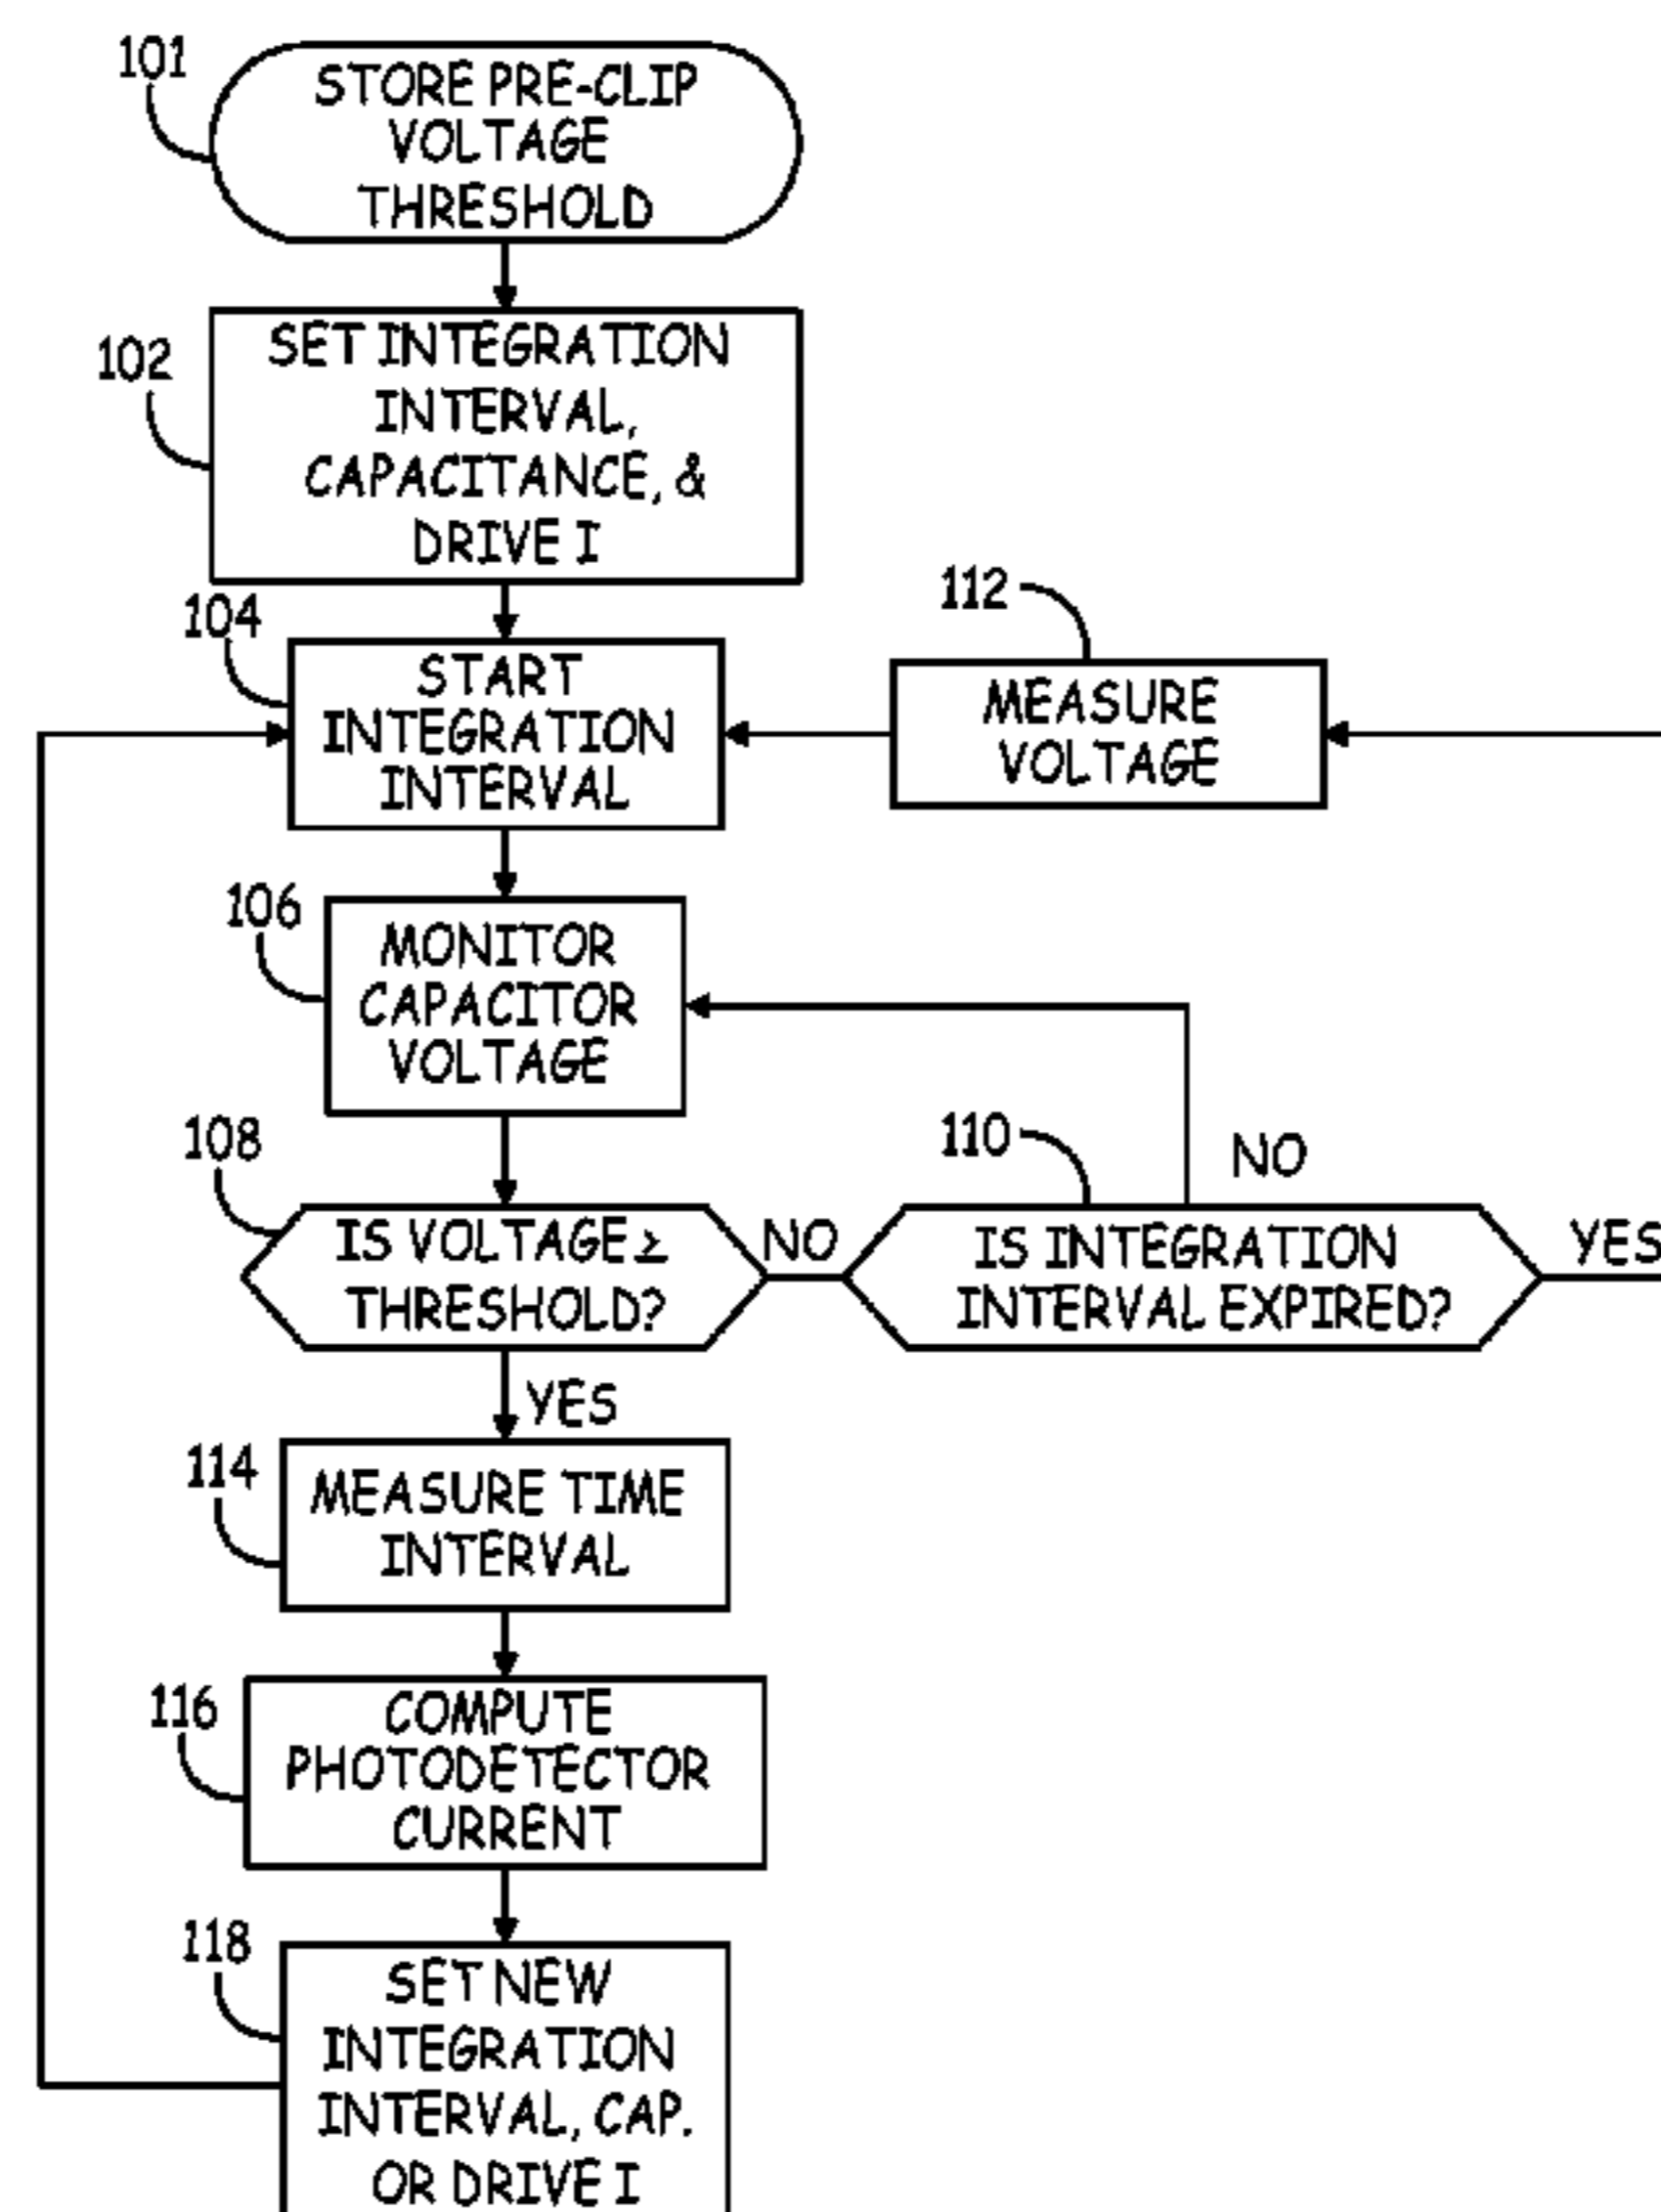 101
STORE PRE-CLIP
VOLTAGE
THRESHOLD
102
SET INTEGRATION
INTERVAL,
CAPACITANCE, &
DRIVE I
104
START
INTEGRATION
INTERVAL
112
MEASURE
VOLTAGE
106
MONITOR
CAPACITOR
VOLTAGE
108
IS VOLTAGE ≥
THRESHOLD?
NO
110
IS INTEGRATION
INTERVAL EXPIRED?
NO
YES
YES
114
MEASURE TIME
INTERVAL
116
COMPUTE
PHOTODETECTOR
CURRENT
118
SET NEW
INTEGRATION
INTERVAL, CAP.
OR DRIVE I